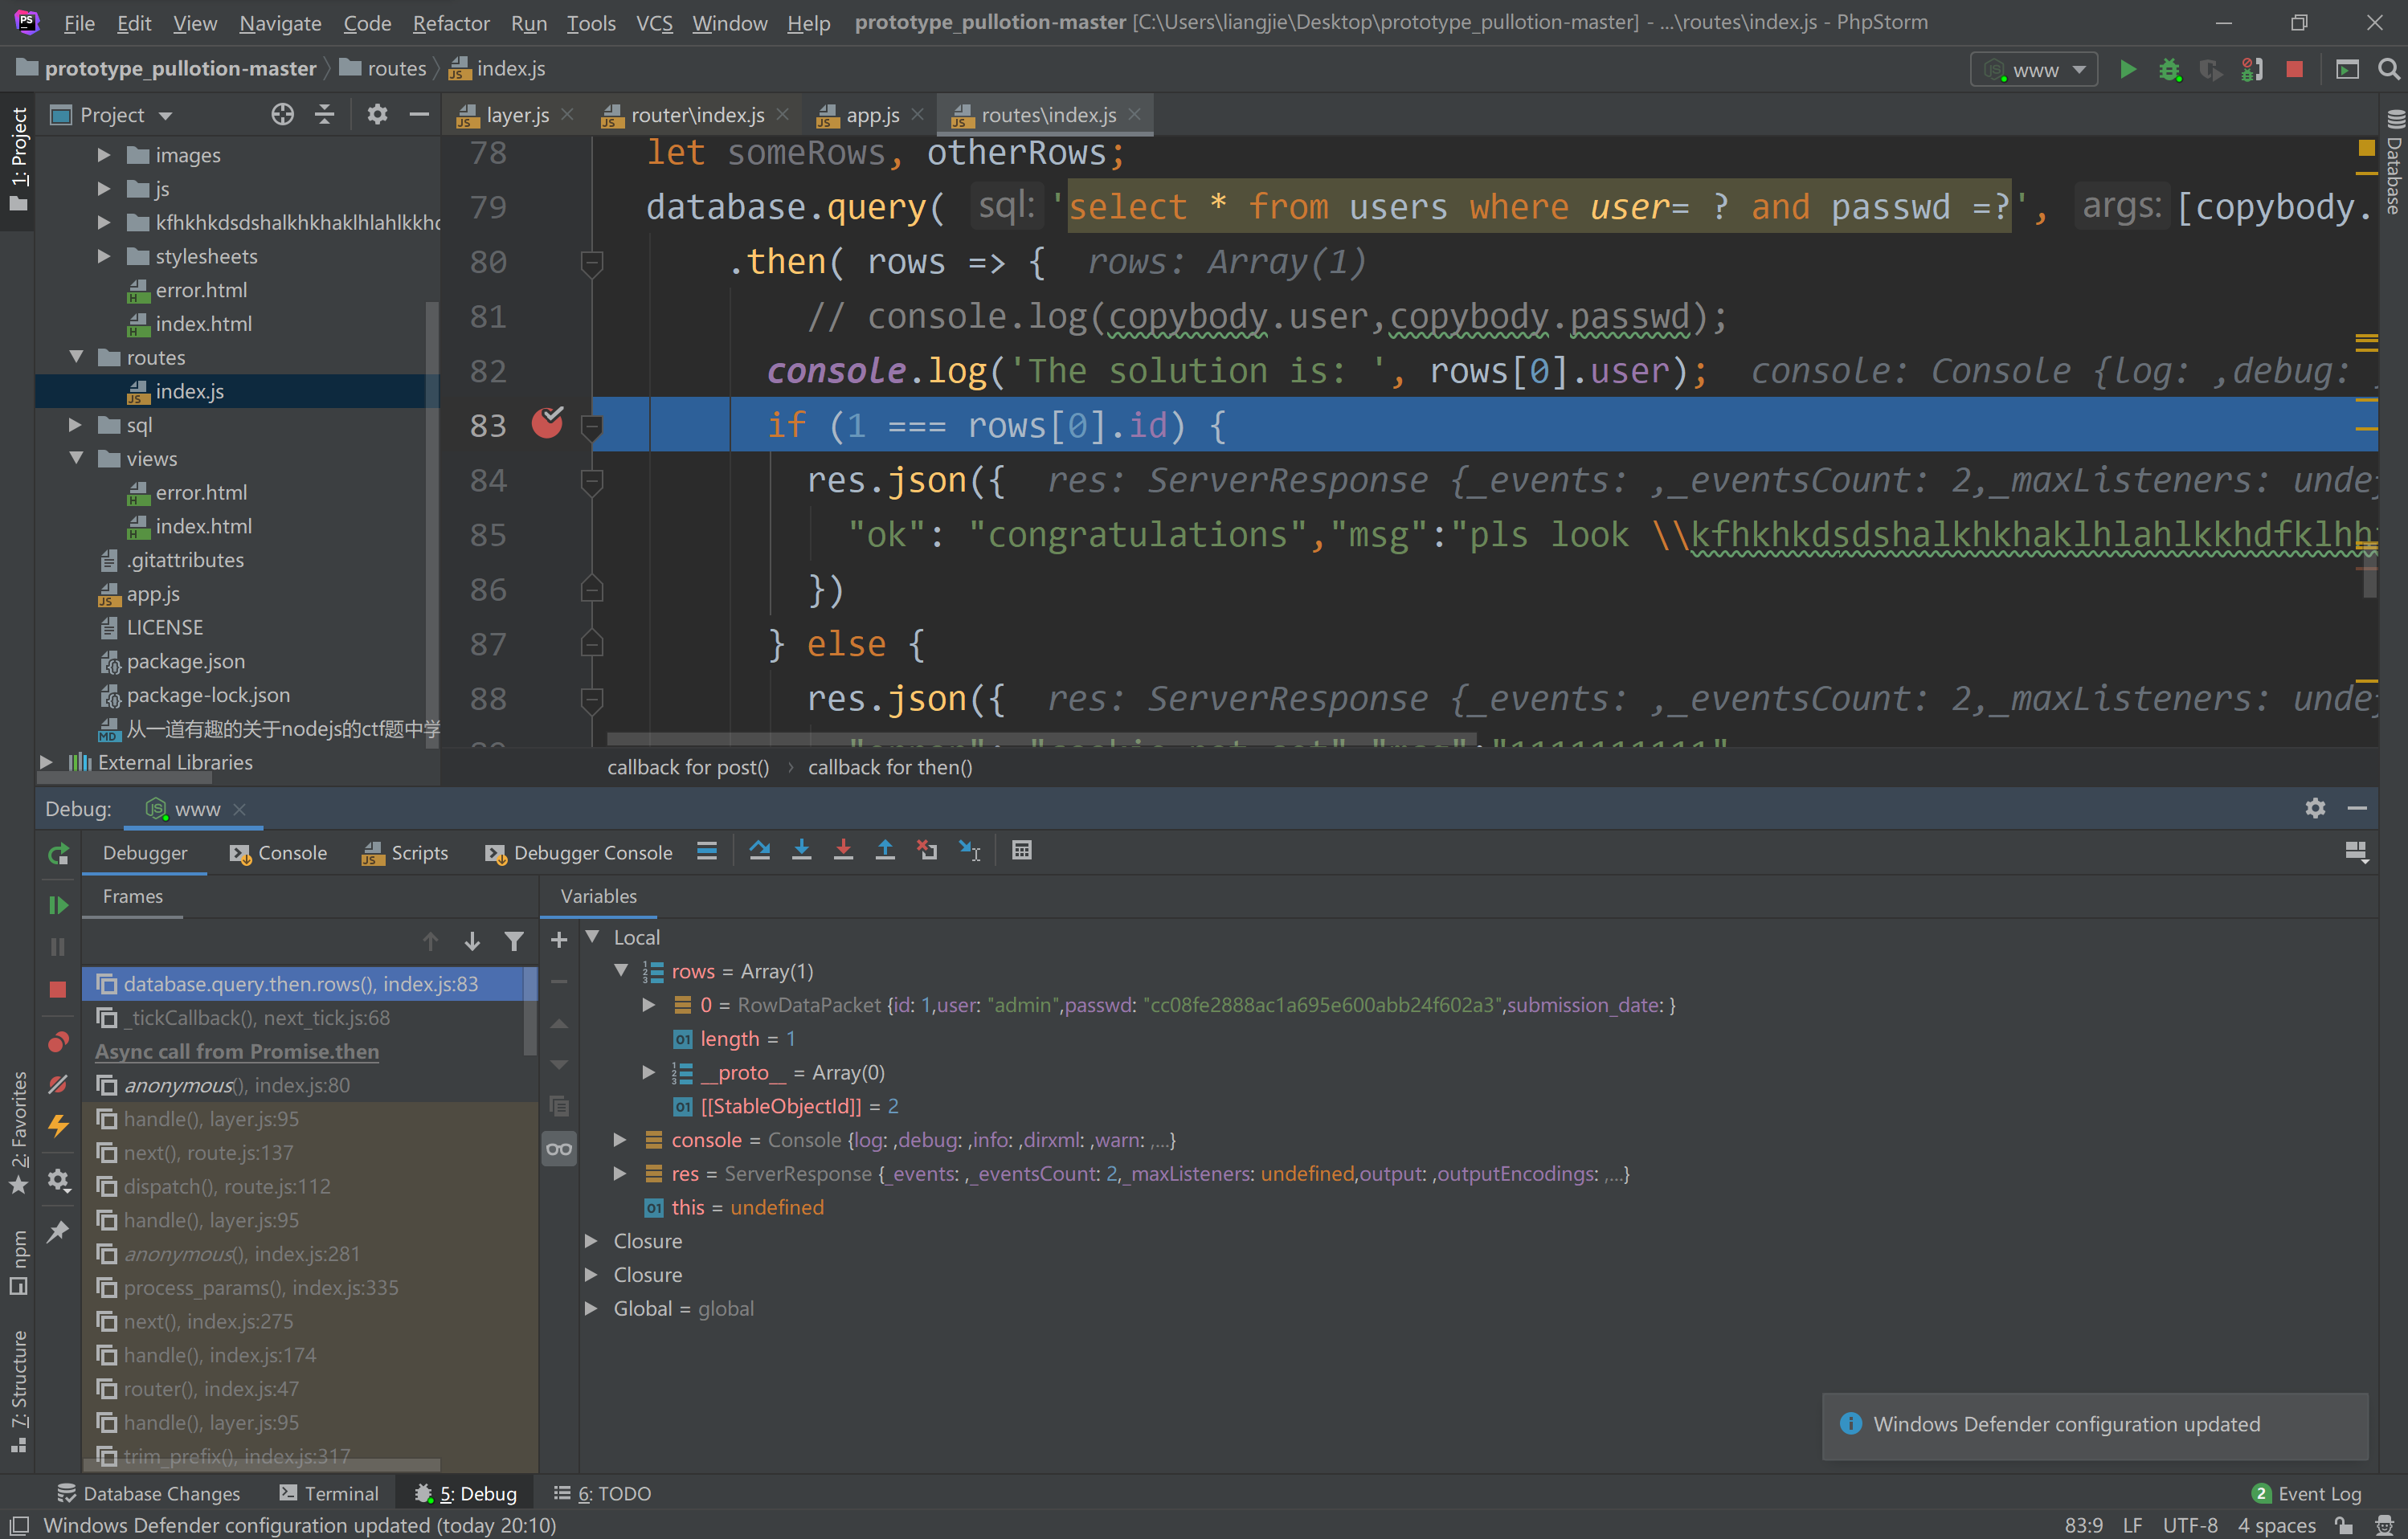 File Edit View Navigate Code Refactor Run Tools VCS Window Help prototype_pullotion-master [C:\Users\liangjie\Desktop\prototype_pullotion-master] - ...\routes\index.js - PhpStorm
prototype_pullotion-master routes index.js www
1: Project
Project
images
js
kfhkhkdsdshalkhkhaklhlahlkkhd
stylesheets
error.html
index.html
routes
index.js
sql
views
error.html
index.html
.gitattributes
app.js
LICENSE
package.json
package-lock.json
从一道有趣的关于nodejs的ctf题中学
External Libraries
layer.js router\index.js app.js routes\index.js
78 let someRows, otherRows;
79 database.query( sql: 'select * from users where user= ? and passwd =?', args: [copybody.
80 .then( rows => { rows: Array(1)
81 // console.log(copybody.user,copybody.passwd);
82 console.log('The solution is: ', rows[0].user); console: Console {log: ,debug:
83 if (1 === rows[0].id) {
84 res.json({ res: ServerResponse {_events: ,_eventsCount: 2,_maxListeners: undef
85 "ok": "congratulations","msg":"pls look \\kfhkhkdsdshalkhkhaklhlahlkkhdfklhh
86 })
87 } else {
88 res.json({ res: ServerResponse {_events: ,_eventsCount: 2,_maxListeners: undef
callback for post() callback for then()
Database
Debug: www
Debugger Console Scripts Debugger Console
Frames
database.query.then.rows(), index.js:83
_tickCallback(), next_tick.js:68
Async call from Promise.then
anonymous(), index.js:80
handle(), layer.js:95
next(), route.js:137
dispatch(), route.js:112
handle(), layer.js:95
anonymous(), index.js:281
process_params(), index.js:335
next(), index.js:275
handle(), index.js:174
router(), index.js:47
handle(), layer.js:95
trim_prefix(), index.js:317
Variables
Local
rows = Array(1)
0 = RowDataPacket {id: 1,user: "admin",passwd: "cc08fe2888ac1a695e600abb24f602a3",submission_date: }
length = 1
__proto__ = Array(0)
[[StableObjectId]] = 2
console = Console {log: ,debug: ,info: ,dirxml: ,warn: ,...}
res = ServerResponse {_events: ,_eventsCount: 2,_maxListeners: undefined,output: ,outputEncodings: ,...}
this = undefined
Closure
Closure
Global = global
2: Favorites
npm
7: Structure
Windows Defender configuration updated
Database Changes Terminal 5: Debug 6: TODO 2 Event Log
Windows Defender configuration updated (today 20:10) 83:9 LF UTF-8 4 spaces